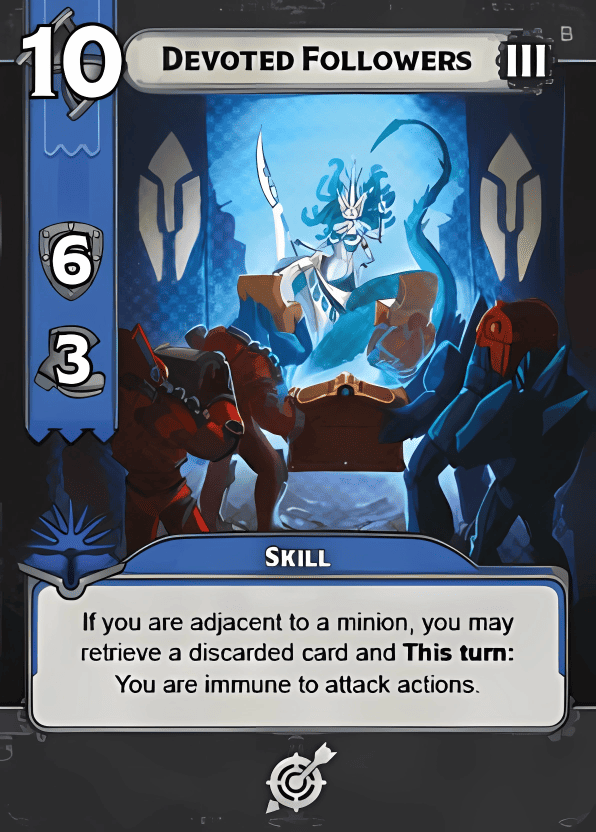 10
DEVOTED FOLLOWERS
III
B
6
3
SKILL
If you are adjacent to a minion, you may
retrieve a discarded card and This turn:
You are immune to attack actions.